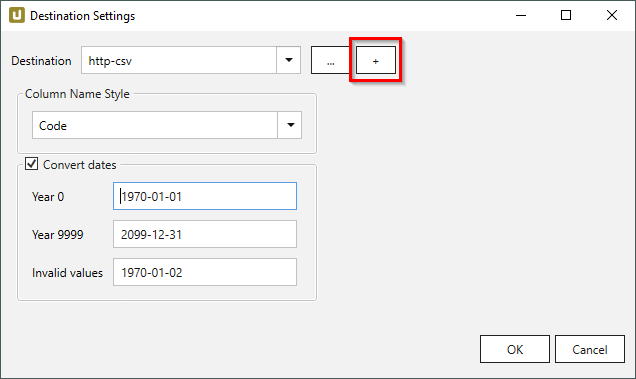 U Destination Settings
Destination http-csv ... +
Column Name Style
Code
Convert dates
Year 0 1970-01-01
Year 9999 2099-12-31
Invalid values 1970-01-02
OK Cancel